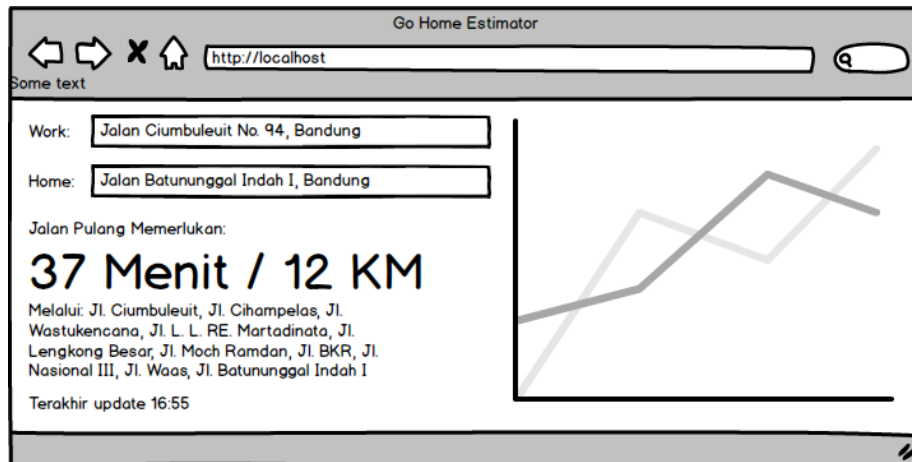 Go Home Estimator
http://localhost
Some text
Work: Jalan Ciumbuleuit No. 94, Bandung
Home: Jalan Batununggal Indah I, Bandung
Jalan Pulang Memerlukan:
37 Menit / 12 KM
Melalui: Jl. Ciumbuleuit, Jl. Cihampelas, Jl.
Wastukencana, Jl. L. L. RE. Martadinata, Jl.
Lengkong Besar, Jl. Moch Ramdan, Jl. BKR, Jl.
Nasional III, Jl. Waas, Jl. Batununggal Indah I
Terakhir update 16:55